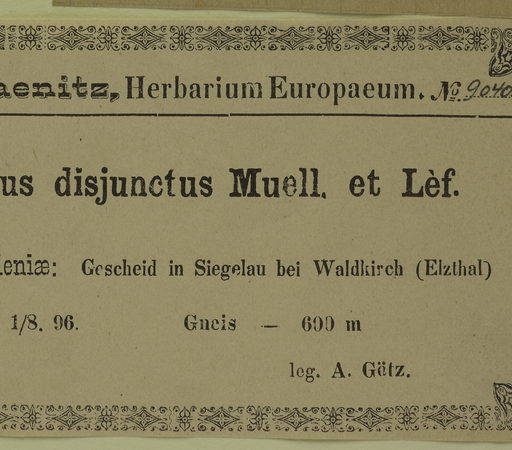 aenitz, Herbarium Europaeum. № 9040
us disjunctus Muell. et Lèf.
eniæ: Gescheid in Siegelau bei Waldkirch (Elzthal)
1/8. 96. Gneis — 600 m
leg. A. Götz.